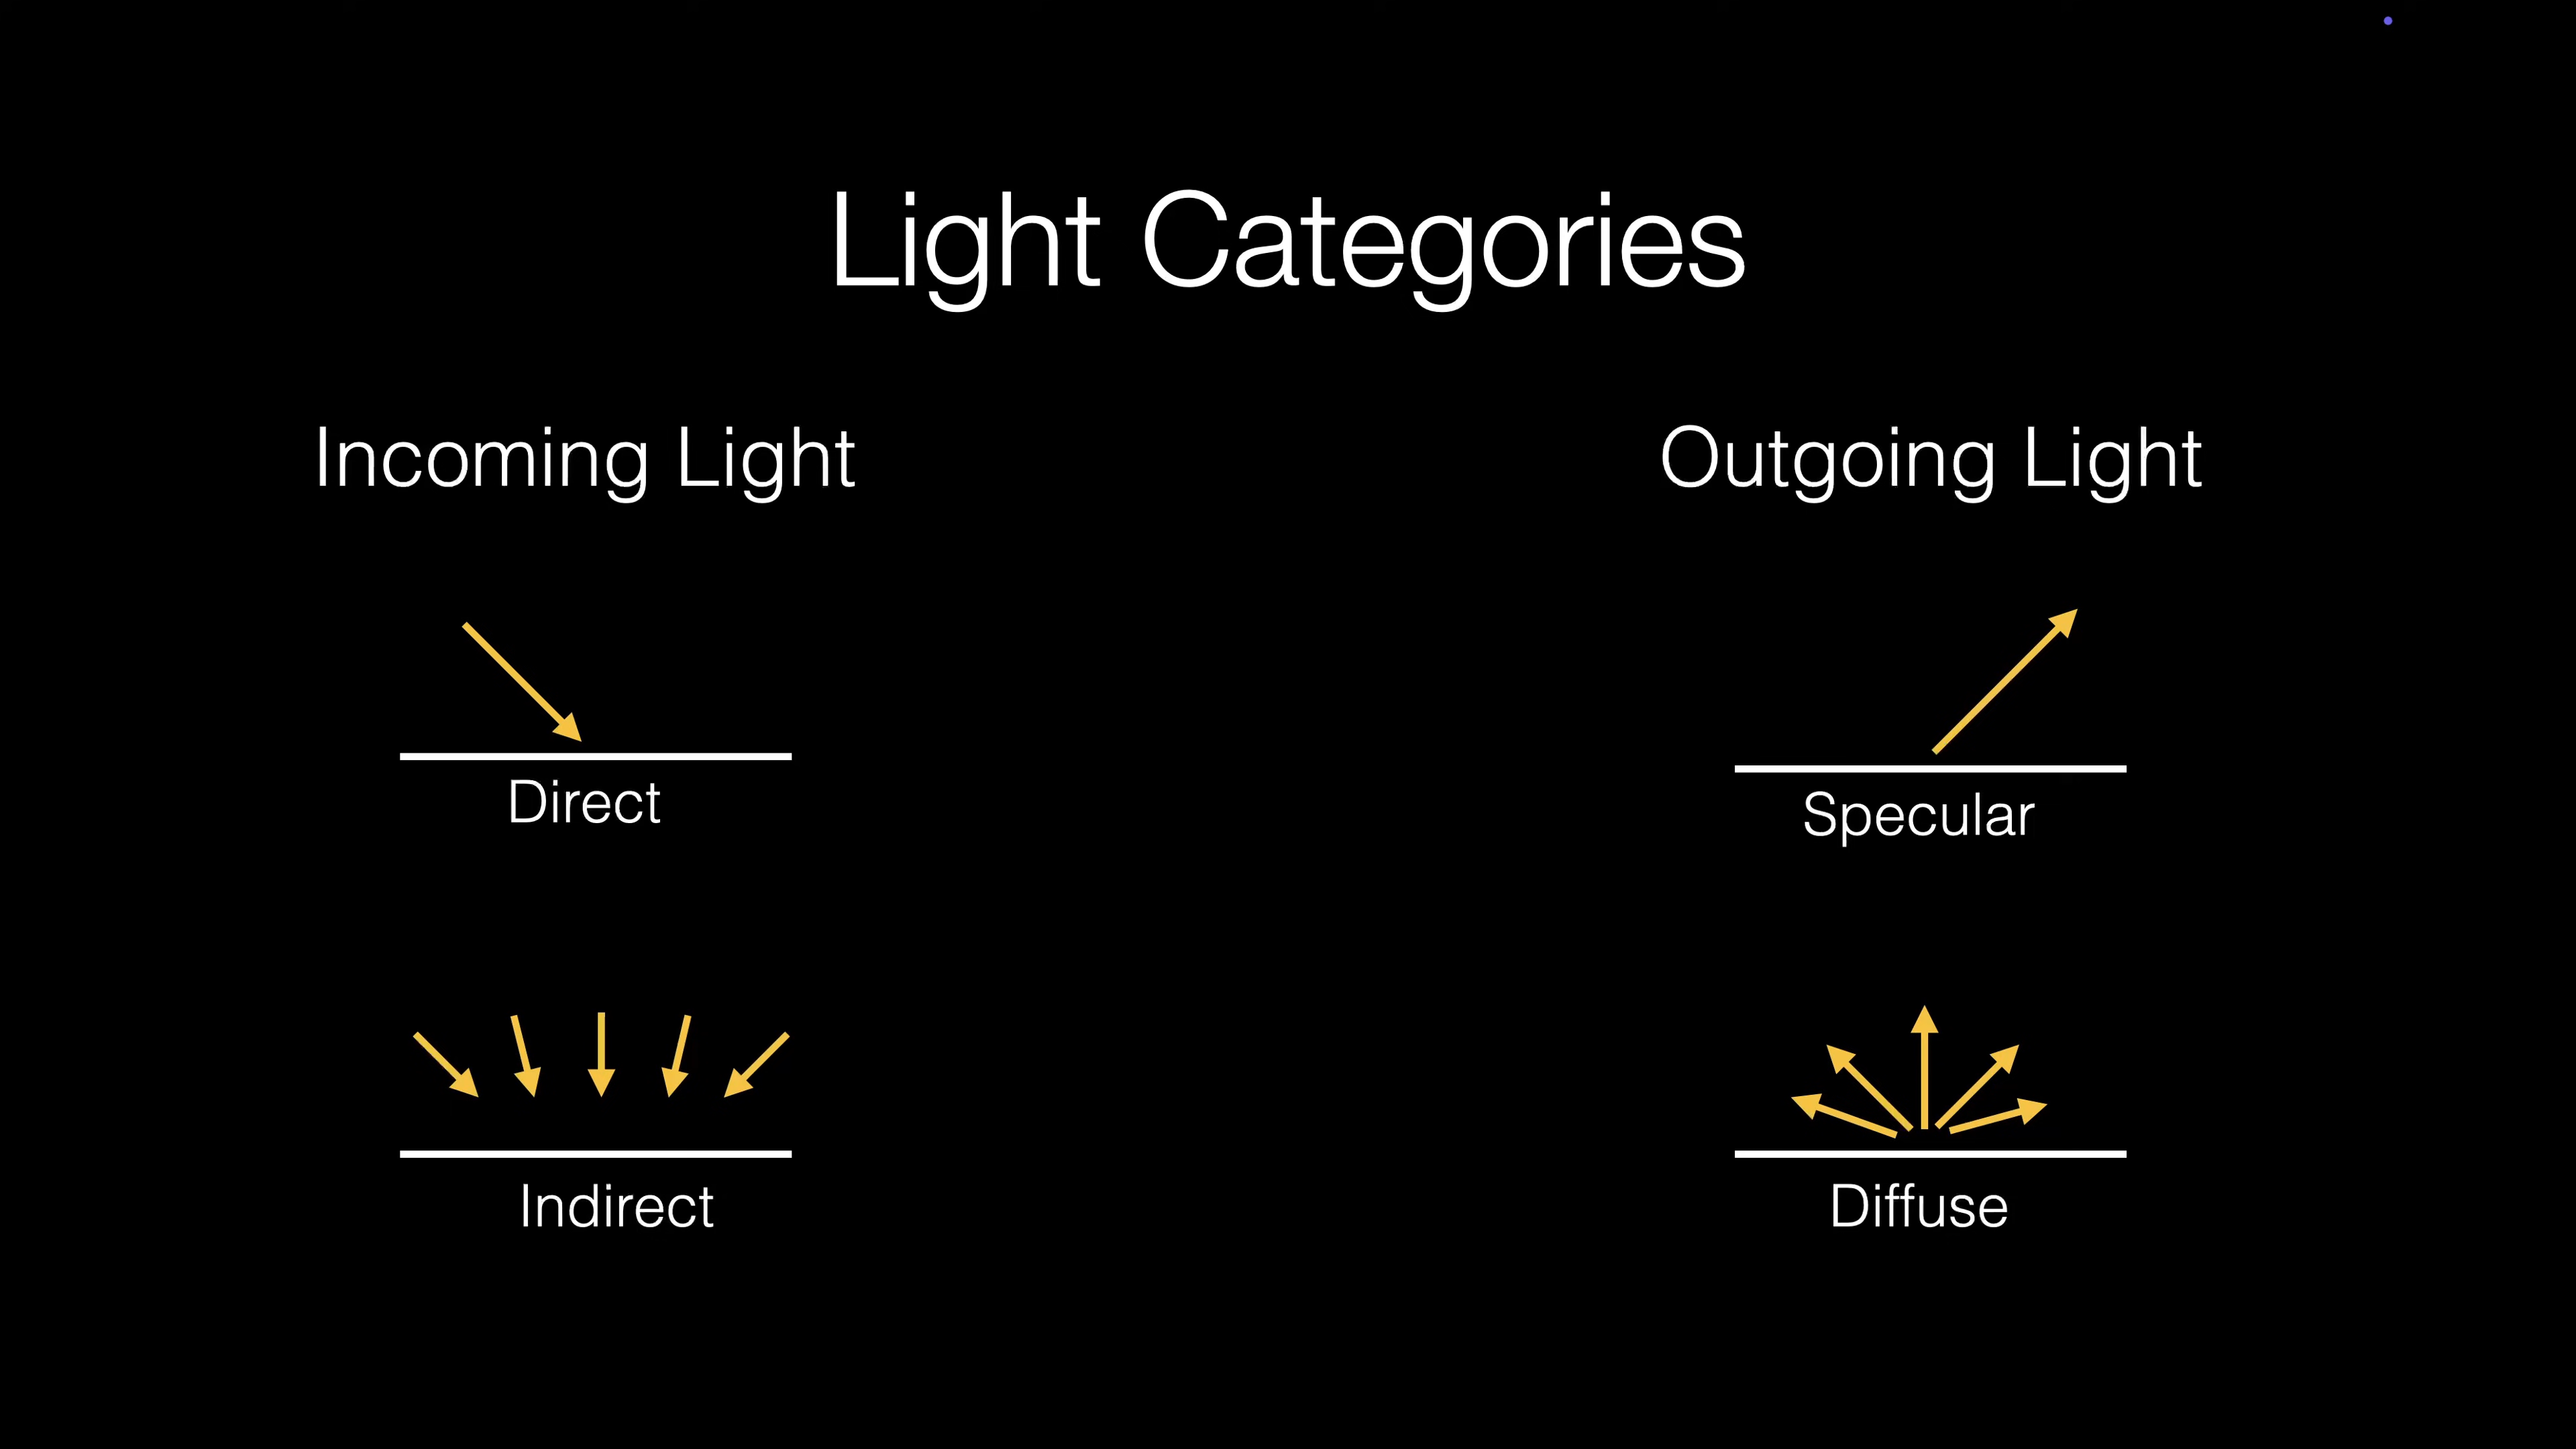 Light Categories
Incoming Light
Outgoing Light
Direct
Specular
Indirect
Diffuse